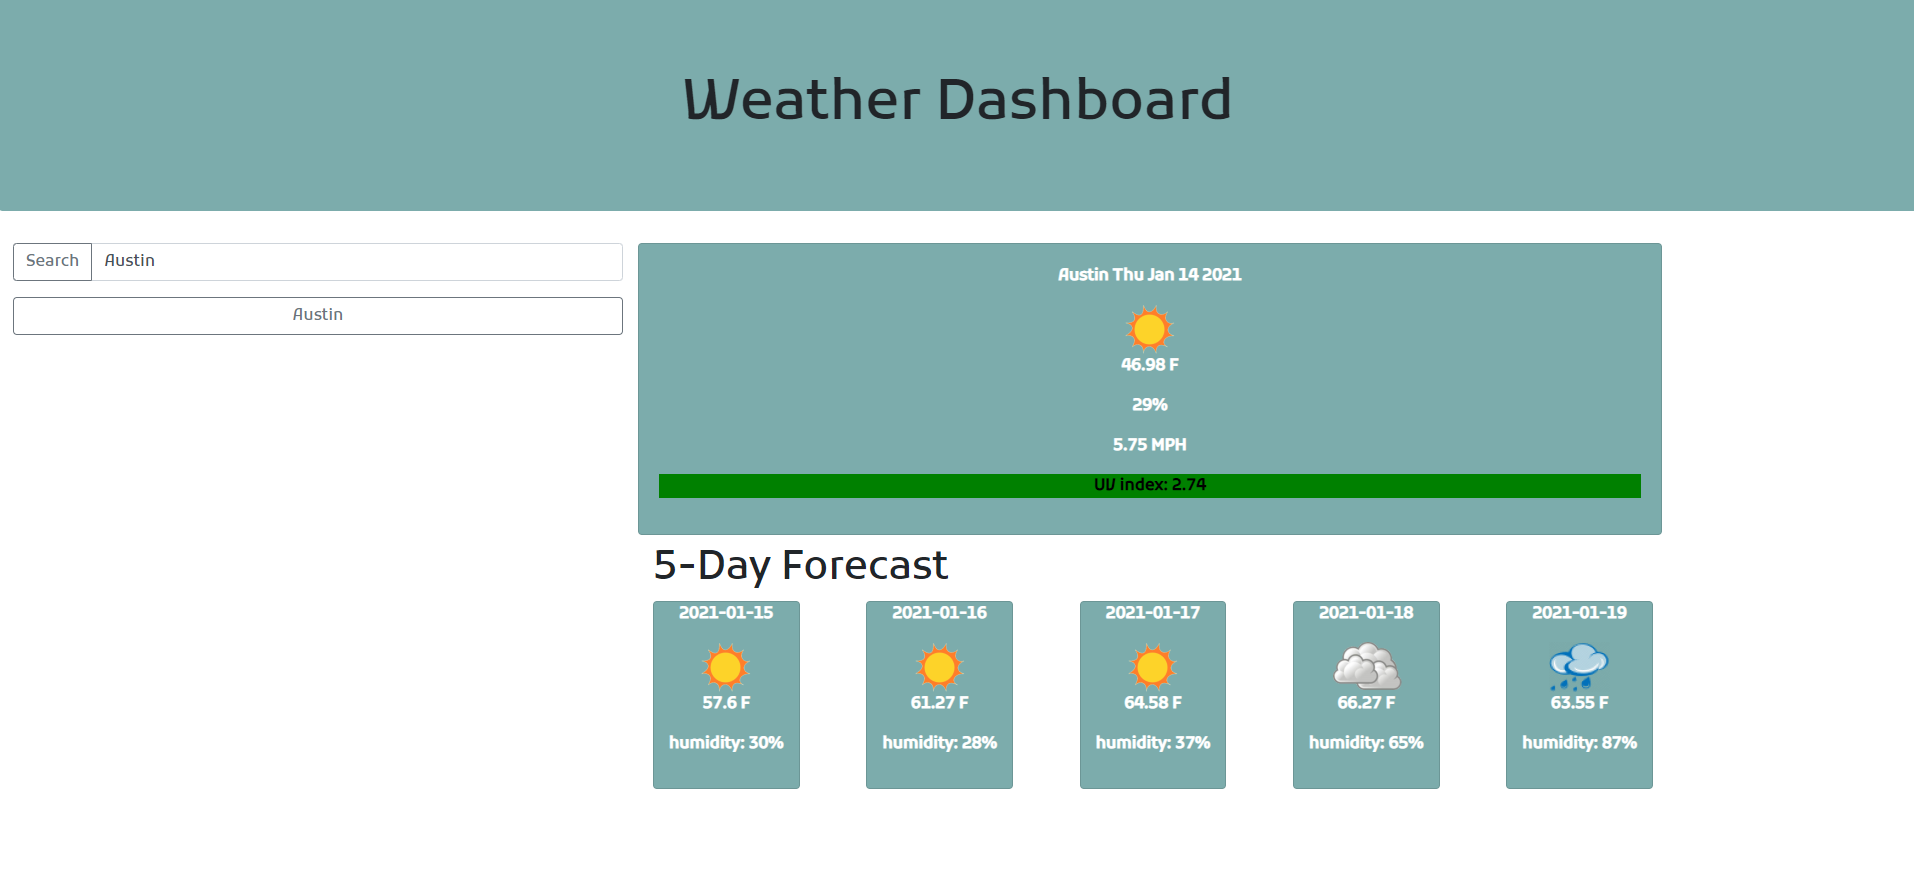 Weather Dashboard
Search Austin
Austin
Austin Thu Jan 14 2021
46.98 F
29%
5.75 MPH
UV index: 2.74
5-Day Forecast
2021-01-15
57.6 F
humidity: 30%
2021-01-16
61.27 F
humidity: 28%
2021-01-17
64.58 F
humidity: 37%
2021-01-18
66.27 F
humidity: 65%
2021-01-19
63.55 F
humidity: 87%